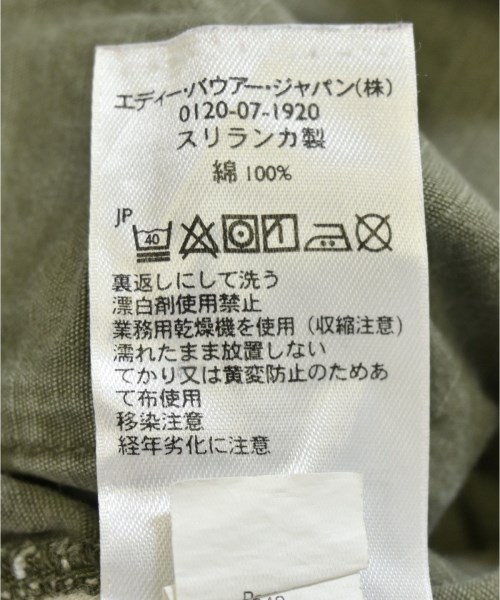 エディー・バウアー・ジャパン(株)
0120-07-1920
スリランカ製
綿 100%
JP
40
裏返しにして洗う
漂白剤使用禁止
業務用乾燥機を使用(収縮注意)
濡れたまま放置しない
てかり又は黄変防止のためあ
て布使用
移染注意
経年劣化に注意